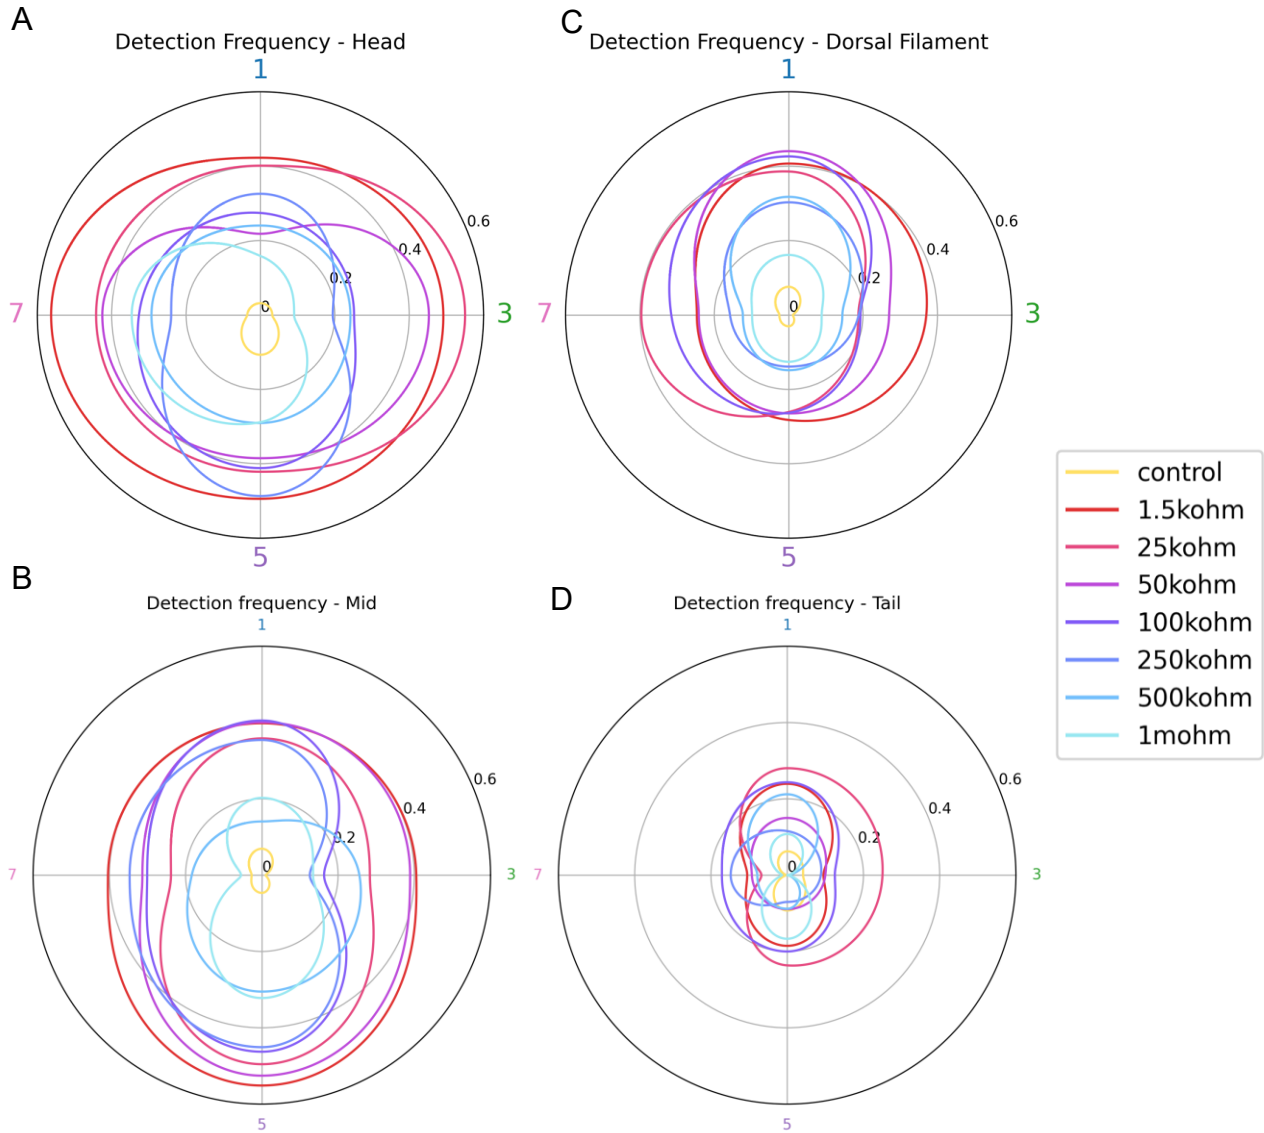 A
Detection Frequency - Head
1
0.6
0.4
0.2
0
7
3
5
C
Detection Frequency - Dorsal Filament
1
0.6
0.4
0.2
0
7
3
5
B
Detection frequency - Mid
1
0.6
0.4
0.2
0
7
3
5
D
Detection frequency - Tail
1
0.6
0.4
0.2
0
7
3
5
control
1.5kohm
25kohm
50kohm
100kohm
250kohm
500kohm
1mohm